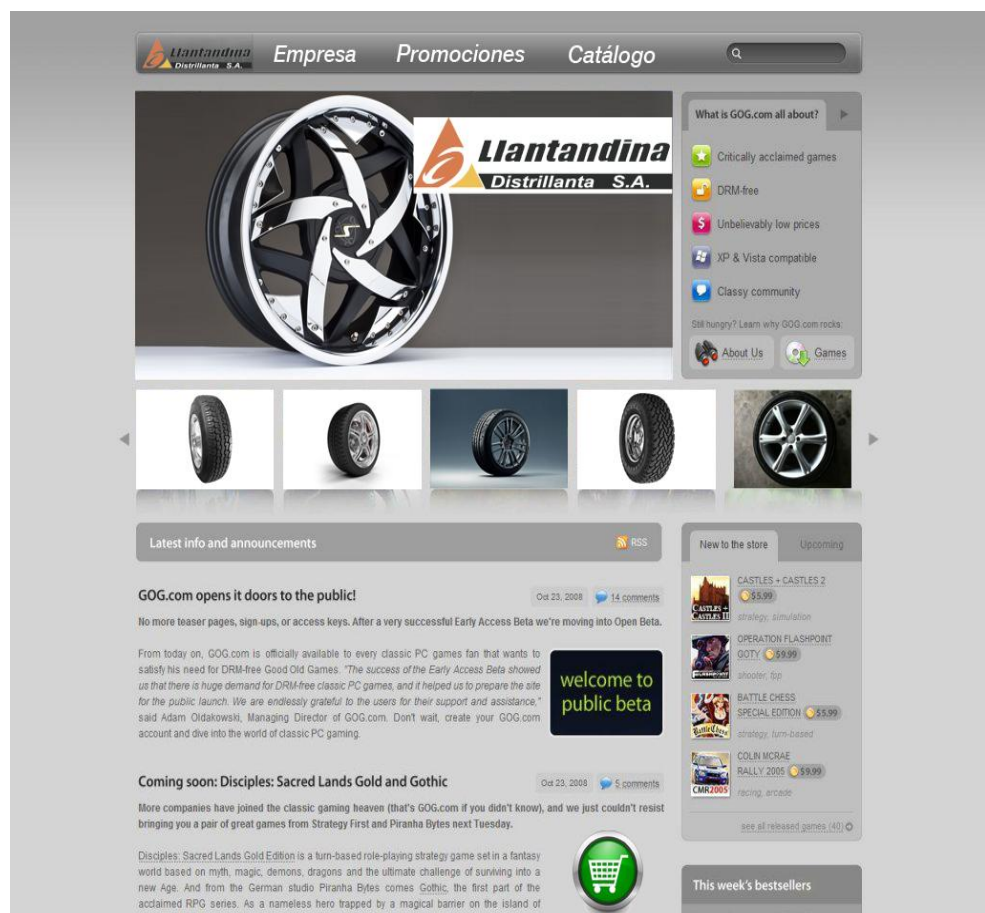 Llantandina
Distrillanta S.A.
Empresa
Promociones
Catálogo
Llantandina
Distrillanta S.A.
What is GOG.com all about?
Critically acclaimed games
DRM-free
Unbelievably low prices
XP & Vista compatible
Classy community
Still hungry? Learn why GOG.com rocks:
About Us
Games
Latest info and announcements
RSS
GOG.com opens it doors to the public!
Oct 23, 2008
14 comments
No more teaser pages, sign-ups, or access keys. After a very successful Early Access Beta we're moving into Open Beta.
From today on, GOG.com is officially available to every classic PC games fan that wants to
satisfy his need for DRM-free Good Old Games. "The success of the Early Access Beta showed
us that there is huge demand for DRM-free classic PC games, and it helped us to prepare the site
for the public launch. We are endlessly grateful to the users for their support and assistance,"
said Adam Oldakowski, Managing Director of GOG.com. Don't wait, create your GOG.com
account and dive into the world of classic PC gaming.
welcome to
public beta
Coming soon: Disciples: Sacred Lands Gold and Gothic
Oct 23, 2008
5 comments
More companies have joined the classic gaming heaven (that's GOG.com if you didn't know), and we just couldn't resist
bringing you a pair of great games from Strategy First and Piranha Bytes next Tuesday.
Disciples: Sacred Lands Gold Edition is a turn-based role-playing strategy game set in a fantasy
world based on myth, magic, demons, dragons and the ultimate challenge of surviving into a
new Age. And from the German studio Piranha Bytes comes Gothic, the first part of the
acclaimed RPG series. As a nameless hero trapped by a magical barrier on the island of
New to the store
Upcoming
CASTLES + CASTLES 2
$5.99
strategy, simulation
CASTLES +
CASTLES II
OPERATION FLASHPOINT
GOTY $9.99
shooter, fpp
BATTLE CHESS
SPECIAL EDITION $5.99
strategy, turn-based
BattleChess
COLIN MCRAE
RALLY 2005 $9.99
racing, arcade
CMR2005
see all released games (40)
This week's bestsellers